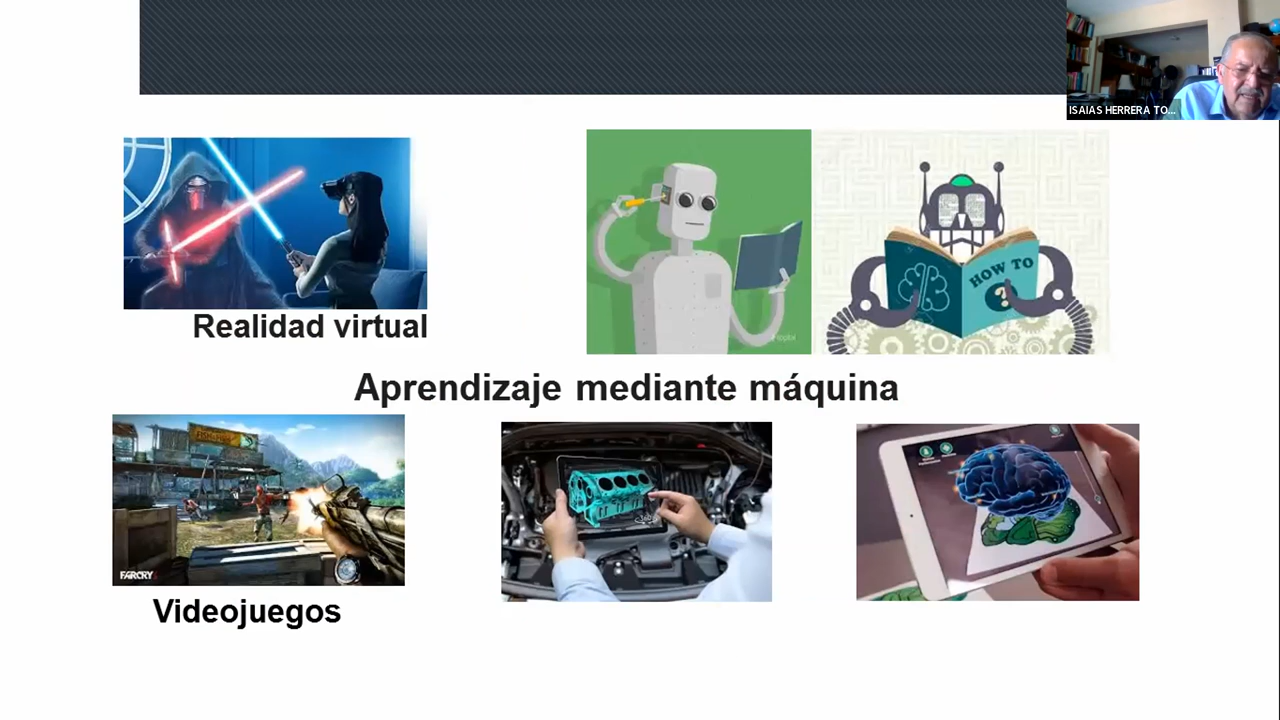 ISAIAS HERRERA TO...
Realidad virtual
HOW TO
?
Aprendizaje mediante máquina
FARCRY
Videojuegos